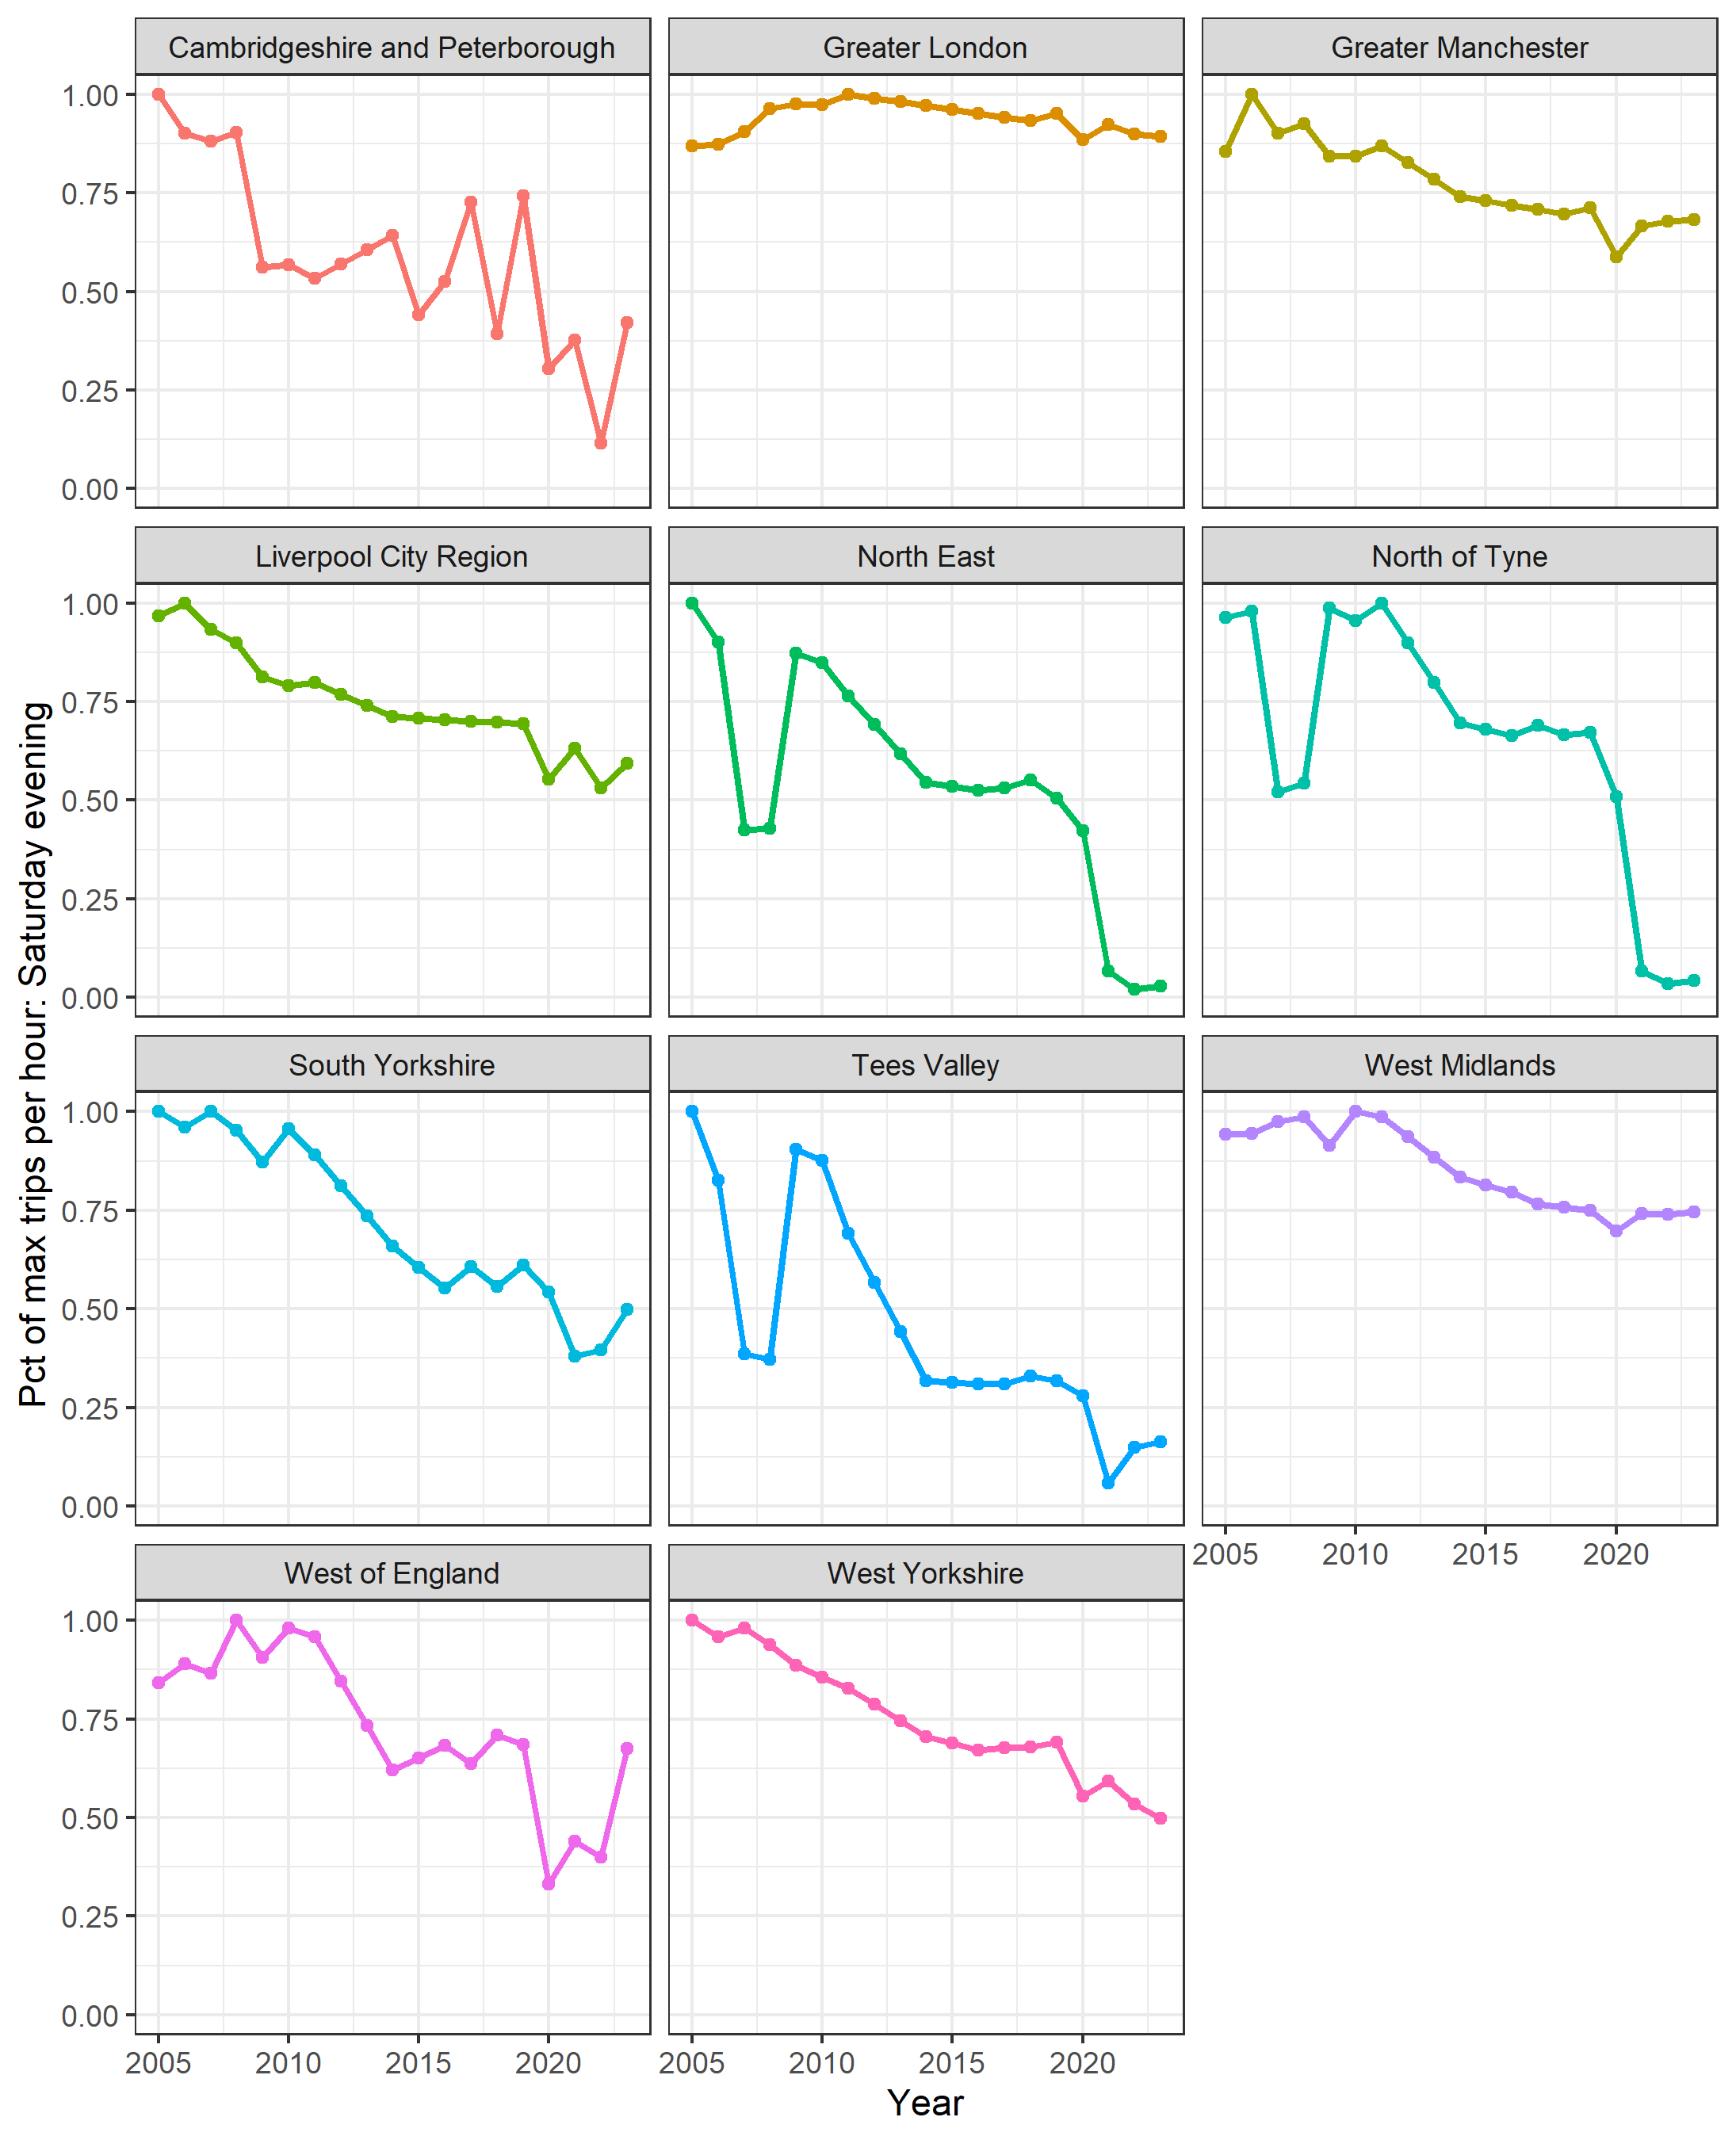 Cambridgeshire and Peterborough
Greater London
Greater Manchester
1.00
0.75
0.50
0.25
0.00
Liverpool City Region
North East
North of Tyne
1.00
0.75
0.50
0.25
0.00
South Yorkshire
Tees Valley
West Midlands
1.00
0.75
0.50
0.25
0.00
2005 2010 2015 2020
West of England
West Yorkshire
1.00
0.75
0.50
0.25
0.00
2005 2010 2015 2020
2005 2010 2015 2020
Year
Pct of max trips per hour: Saturday evening